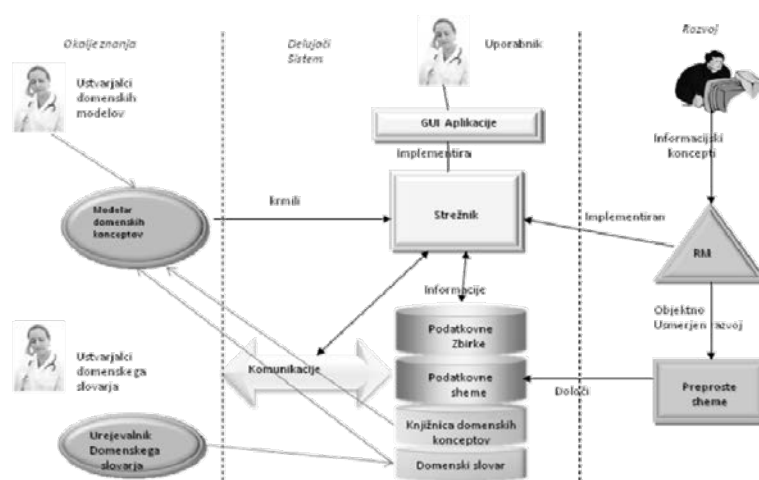 Okolje znanja
Delujoči
Sistem
Razvoj
Ustvarjalci
domenskih
modelov
Uporabnik
GUI Aplikacije
Implementira
Informacijski
koncepti
Modelar
domenskih
konceptov
krmili
Strežnik
Implementiran
RM
Informacije
Objektno
Usmerjen razvoj
Podatkovne
Zbirke
Ustvarjalci
domenskega
slovarja
Komunikacije
Podatkovne
sheme
Določi
Preproste
sheme
Knjižnica domenskih
konceptov
Urejevalnik
Domenskega
slovarja
Domenski slovar